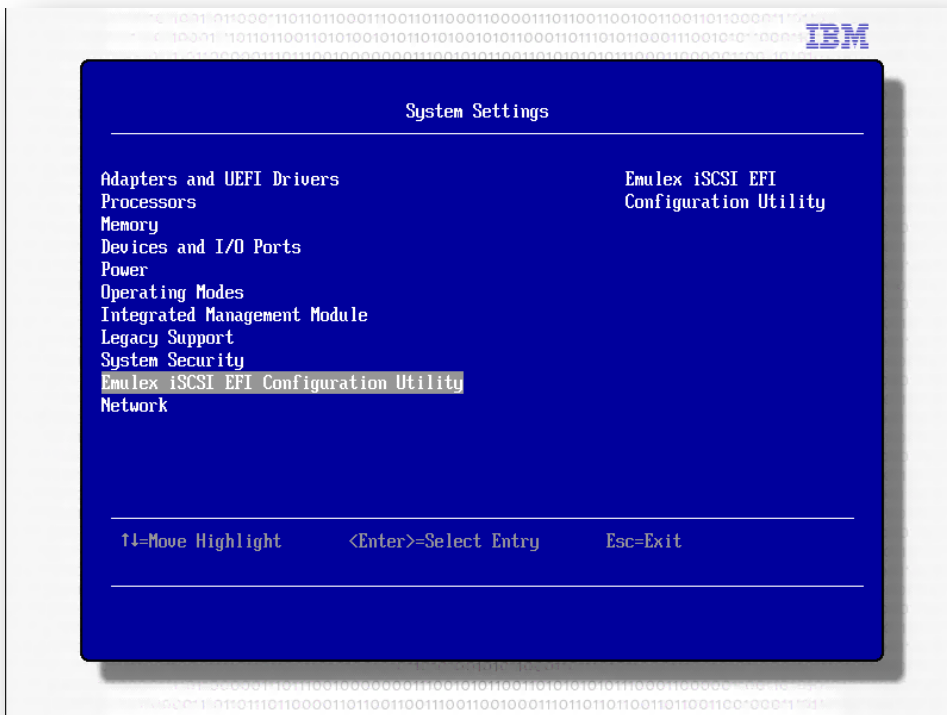 IBM
System Settings
Adapters and UEFI Drivers
Processors
Memory
Devices and I/O Ports
Power
Operating Modes
Integrated Management Module
Legacy Support
System Security
Emulex iSCSI EFI Configuration Utility
Network
Emulex iSCSI EFI
Configuration Utility
↑↓=Move Highlight <Enter>=Select Entry Esc=Exit